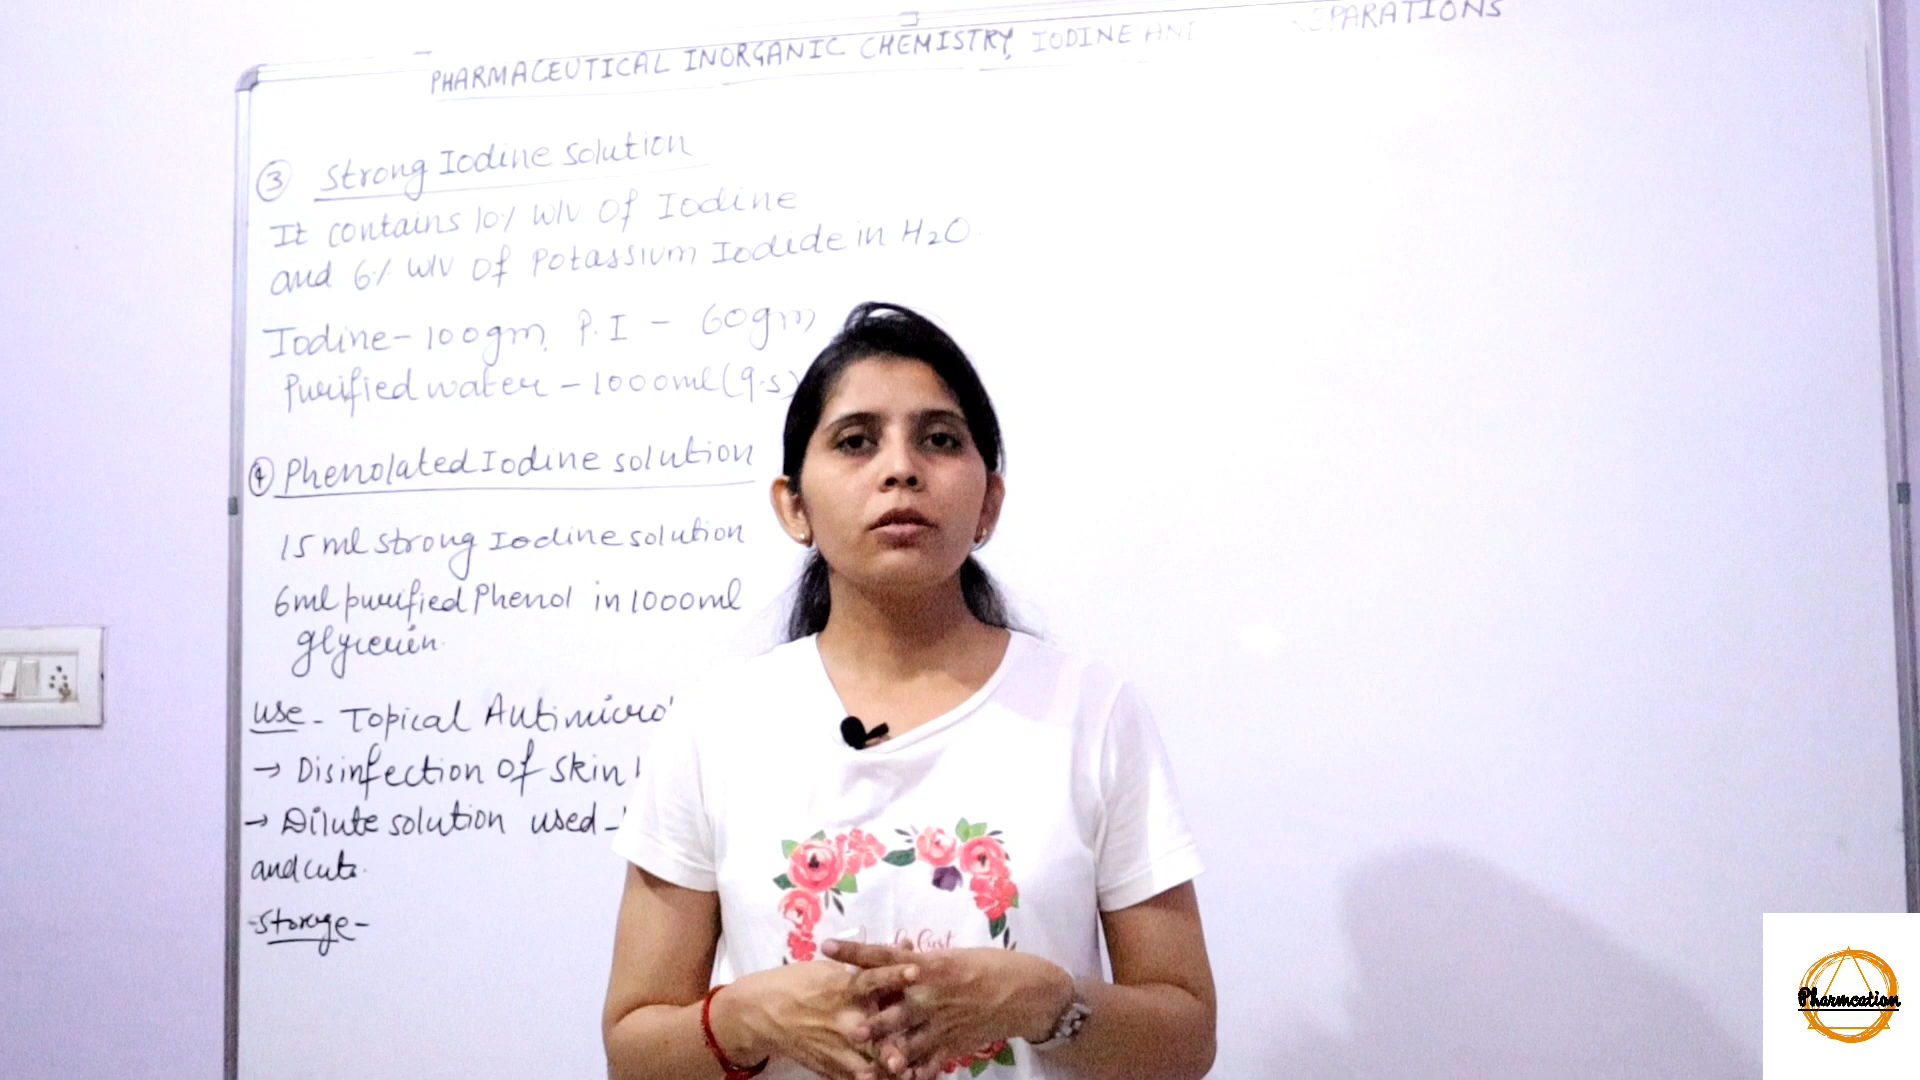 PHARMACEUTICAL INORGANIC CHEMISTRY, IODINE AND
③ Strong Iodine solution
It contains 10% W/V Of Iodine
and 6% W/V Of Potassium Iodide in H2O.
Iodine - 100gm, P.I - 60gm
Purified water - 1000ml (q.s)
④ Phenolated Iodine solution
15 ml strong Iodine solution
6ml purified Phenol in 1000ml
glycerin.
use - Topical
→ Disinfection Of Skin
→ Dilute solution used -
and cuts.
-Storage-
Pharmcation